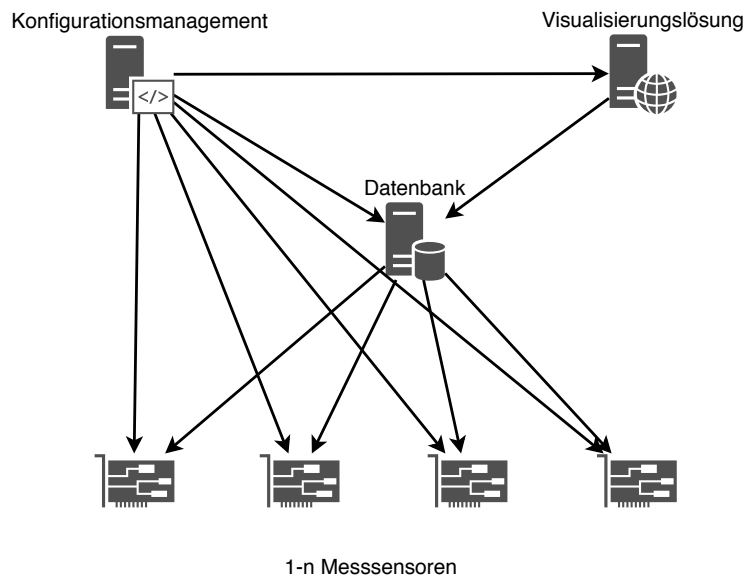 Konfigurationsmanagement
Visualisierungslösung
</>
Datenbank
1-n Messsensoren